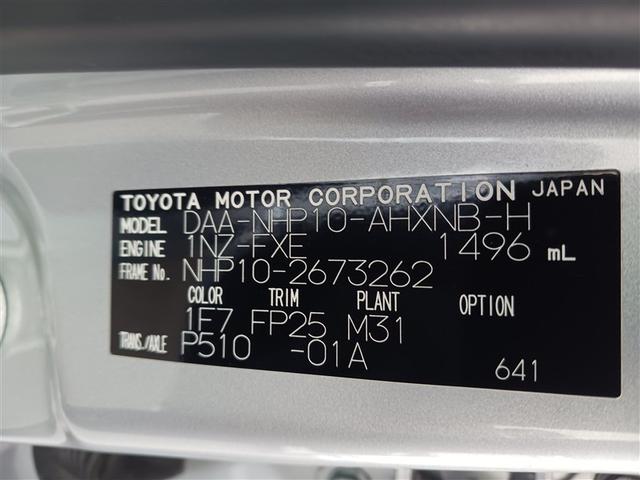 TOYOTA MOTOR CORPORATION JAPAN
MODEL DAA-NHP10-AHXNB-H
ENGINE 1NZ-FXE 1496 mL
FRAME No. NHP10-2673262
COLOR TRIM PLANT OPTION
1F7 FP25 M31
TRANS./AXLE P510 -01A
641